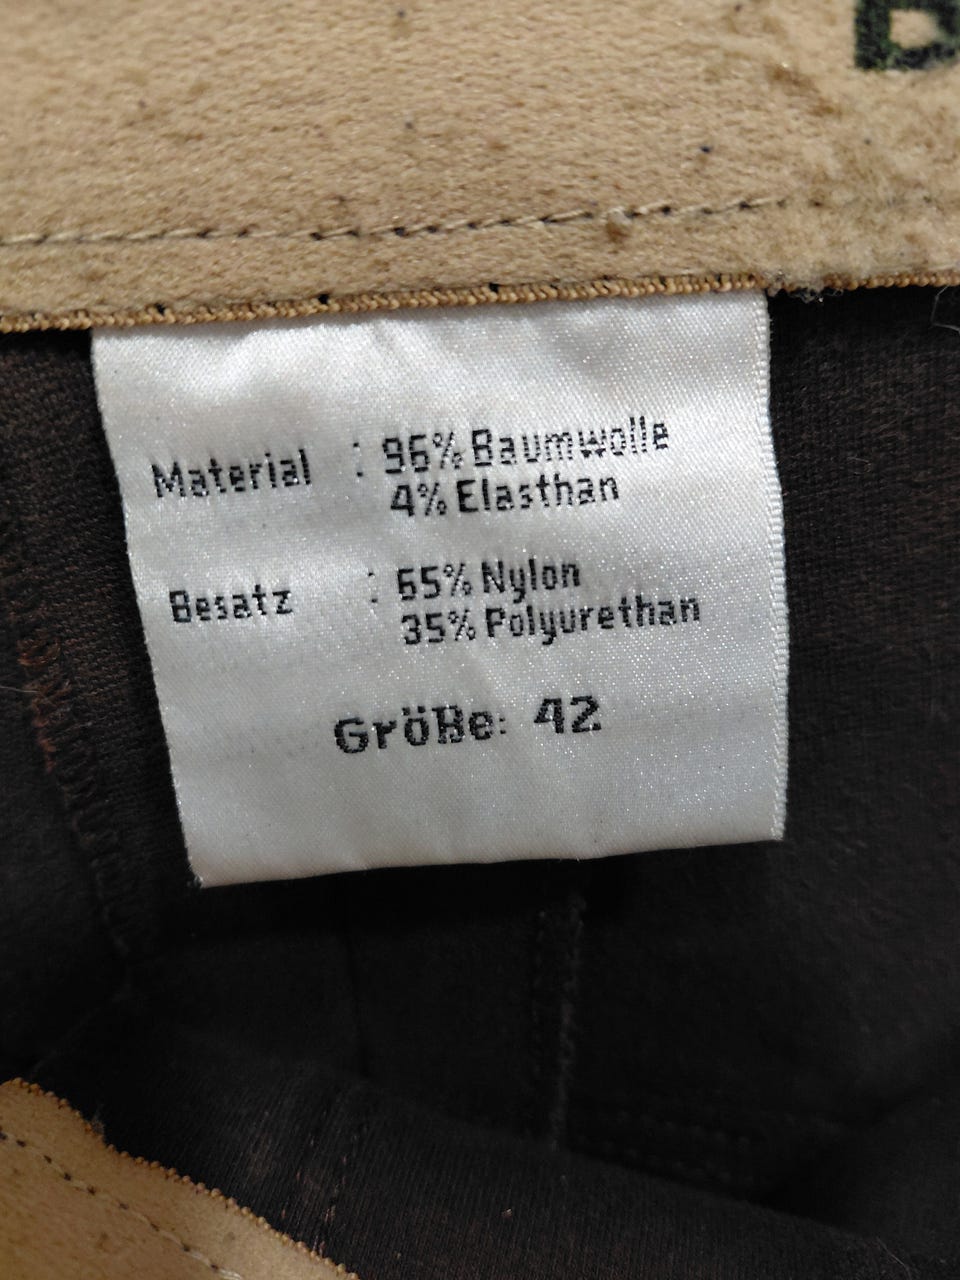 Material : 96% Baumwolle
4% Elasthan
Besatz : 65% Nylon
35% Polyurethan
Größe: 42